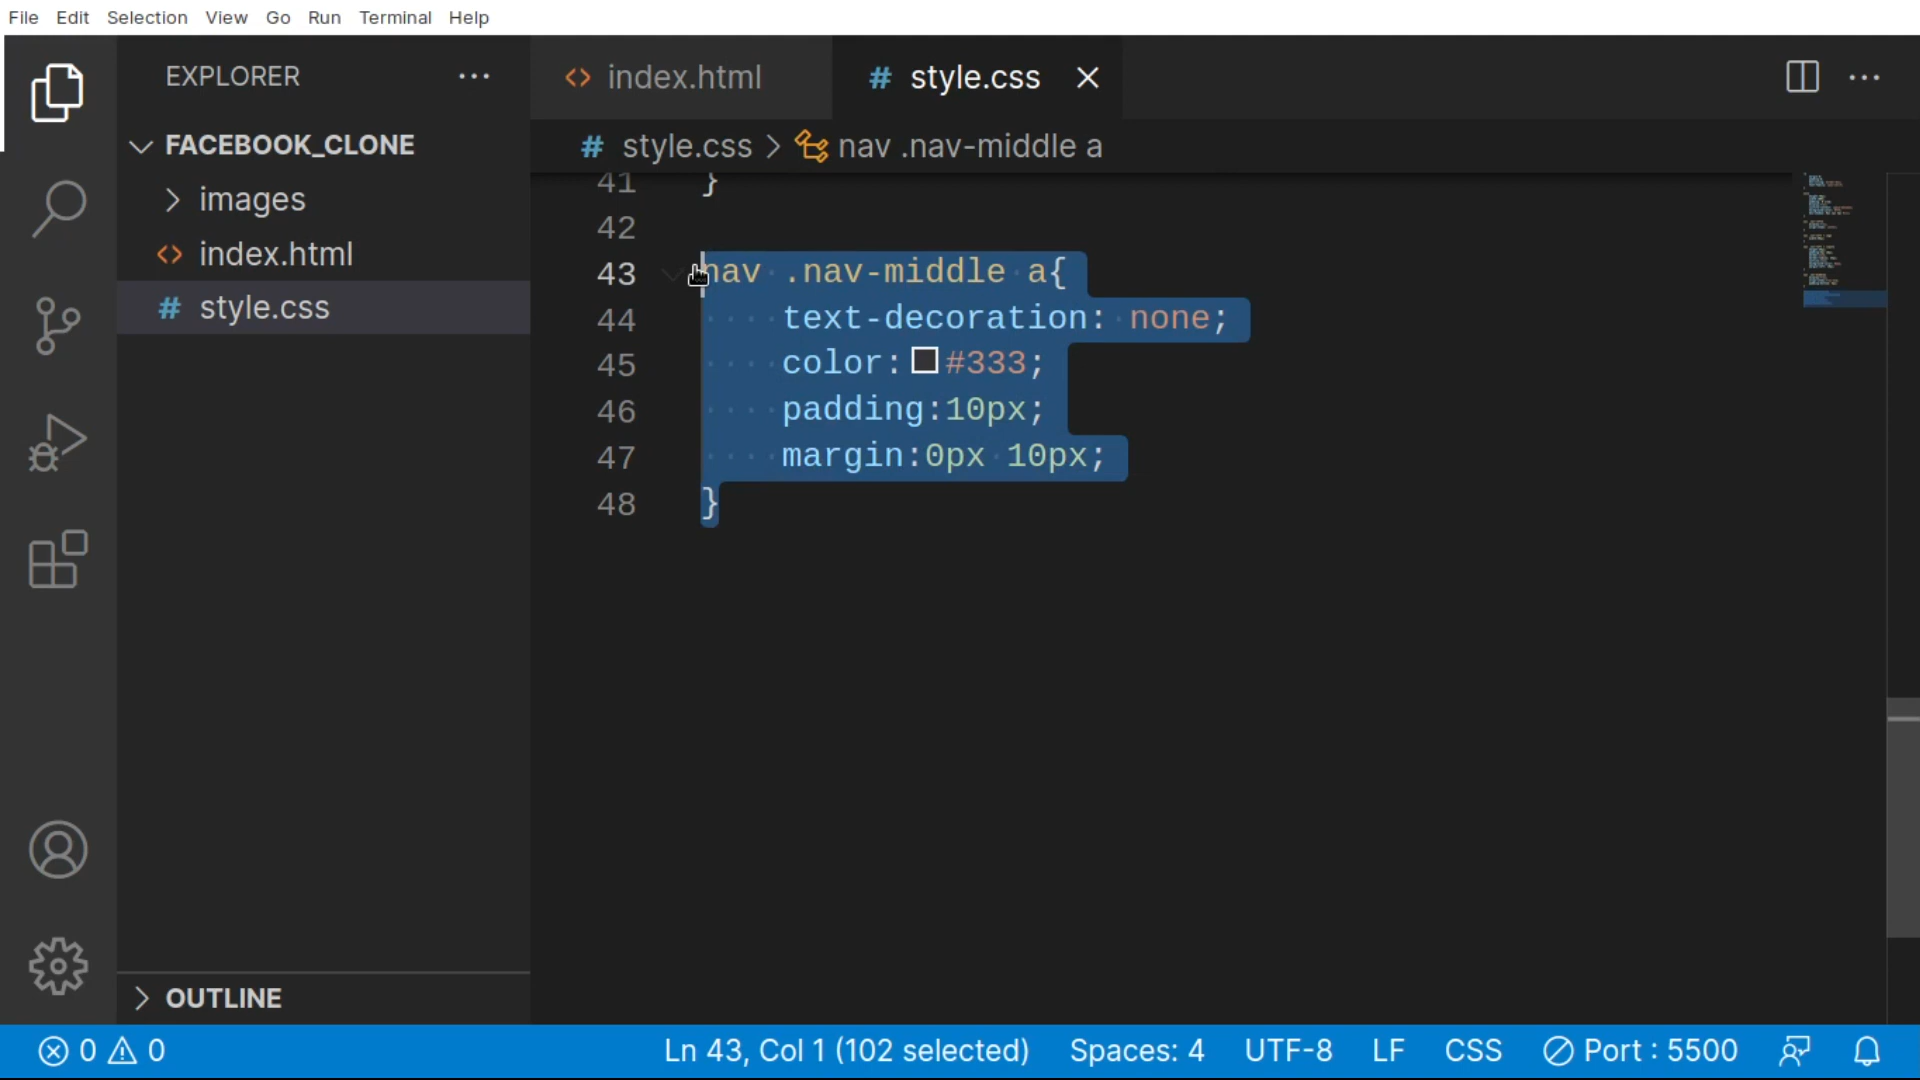 File Edit Selection View Go Run Terminal Help
EXPLORER ...
<> index.html # style.css
FACEBOOK_CLONE
# style.css > nav .nav-middle a
images
<> index.html
# style.css
41 }
42
43 nav .nav-middle a{
44 text-decoration: none;
45 color: #333;
46 padding:10px;
47 margin:0px 10px;
48 }
OUTLINE
0 0 Ln 43, Col 1 (102 selected) Spaces: 4 UTF-8 LF CSS Port : 5500